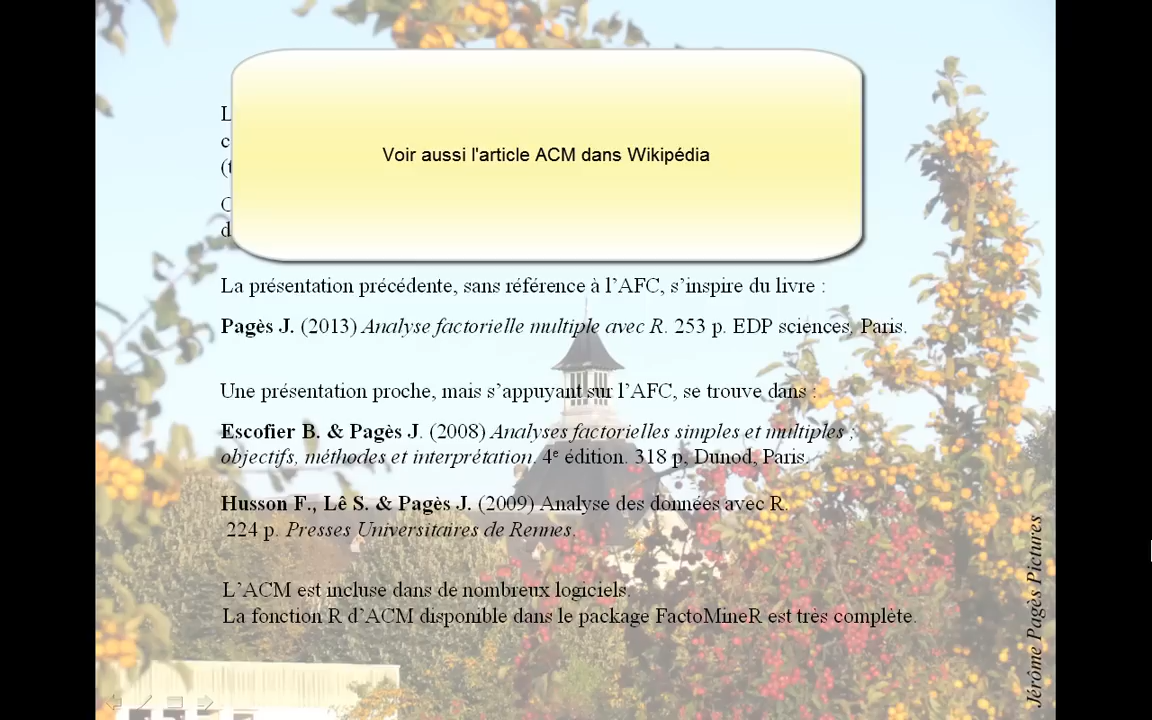 Voir aussi l'article ACM dans Wikipédia
La présentation précédente, sans référence à l’AFC, s’inspire du livre :
Pagès J. (2013) Analyse factorielle multiple avec R. 253 p. EDP sciences, Paris.
Une présentation proche, mais s’appuyant sur l’AFC, se trouve dans :
Escofier B. & Pagès J. (2008) Analyses factorielles simples et multiples ;
objectifs, méthodes et interprétation. 4e édition. 318 p, Dunod, Paris.
Husson F., Lê S. & Pagès J. (2009) Analyse des données avec R.
224 p. Presses Universitaires de Rennes.
L’ACM est incluse dans de nombreux logiciels.
La fonction R d’ACM disponible dans le package FactoMineR est très complète.
Jérôme Pagès Pictures